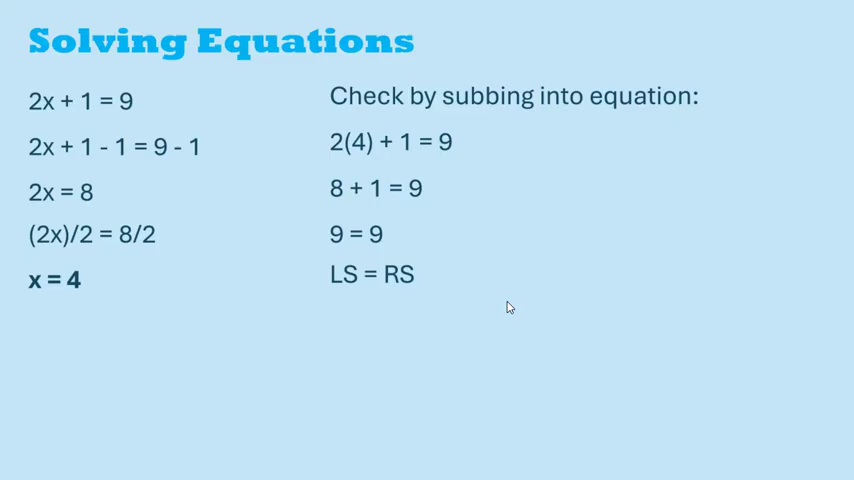 Solving Equations
2x + 1 = 9
2x + 1 - 1 = 9 - 1
2x = 8
(2x)/2 = 8/2
x = 4
Check by subbing into equation:
2(4) + 1 = 9
8 + 1 = 9
9 = 9
LS = RS